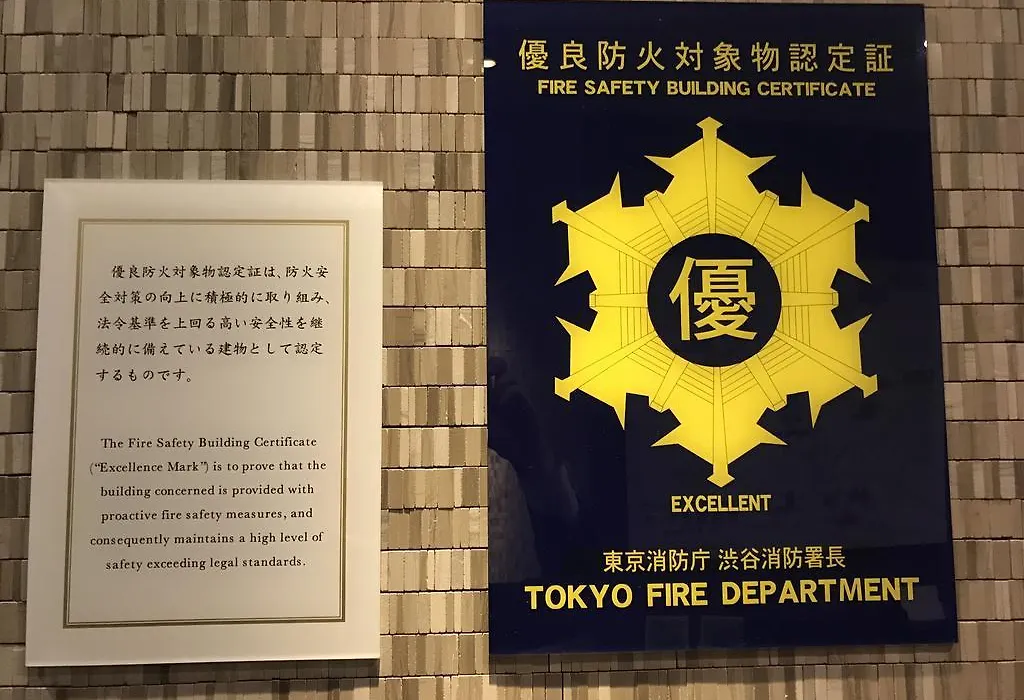 優良防火対象物認定証は、防火安
全対策の向上に積極的に取り組み、
法令基準を上回る高い安全性を継
続的に備えている建物として認定
するものです。
The Fire Safety Building Certificate
("Excellence Mark") is to prove that the
building concerned is provided with
proactive fire safety measures, and
consequently maintains a high level of
safety exceeding legal standards.
優良防火対象物認定証
FIRE SAFETY BUILDING CERTIFICATE
優
EXCELLENT
東京消防庁 渋谷消防署長
TOKYO FIRE DEPARTMENT